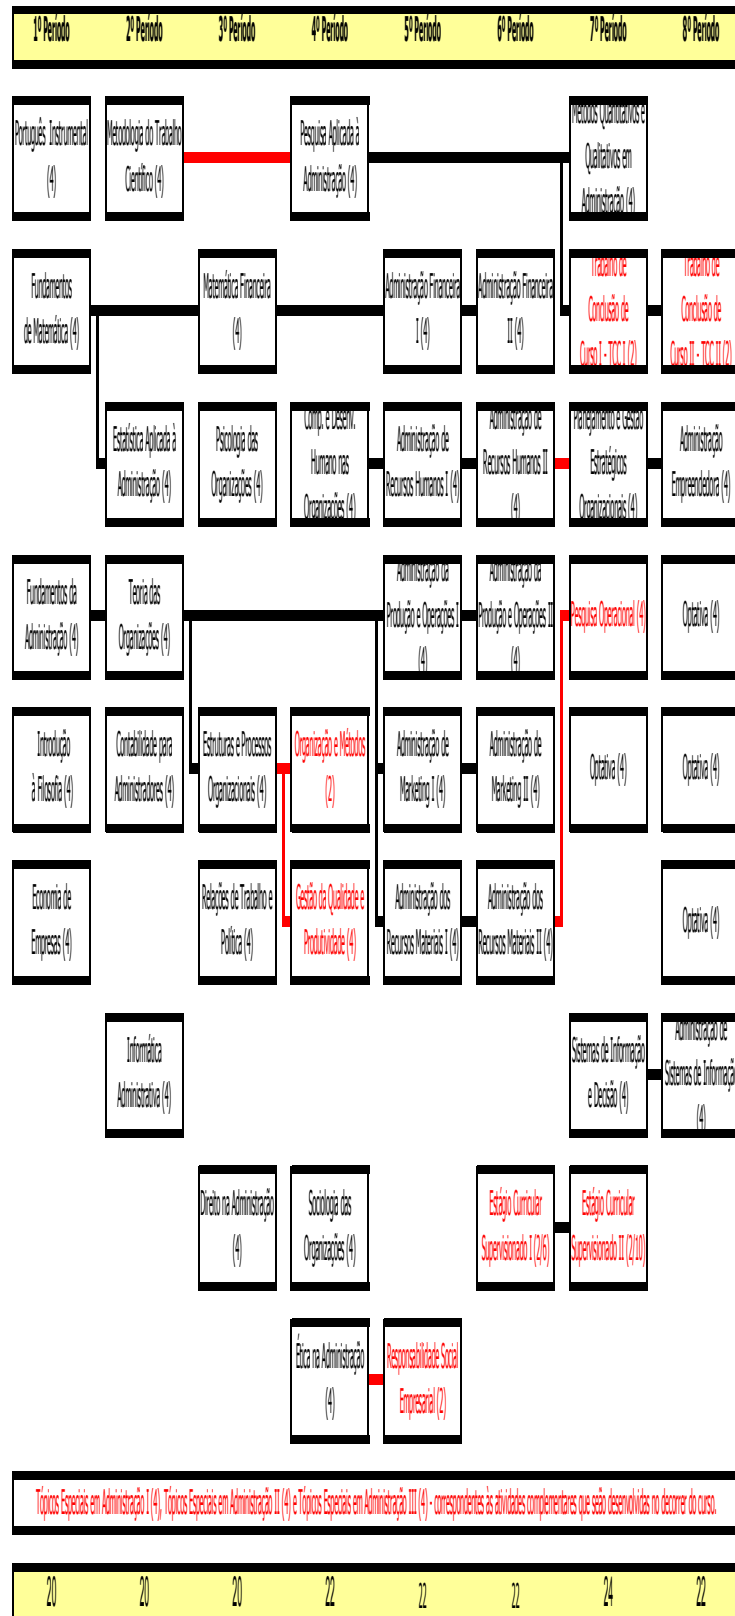 1º Período 2º Período 3º Período 4º Período 5º Período 6º Período 7º Período 8º Período
Português Instrumental
(4)
Metodologia do Trabalho
Científico (4)
Pesquisa Aplicada à
Administração (4)
Métodos Quantitativos e
Qualitativos em
Administração (4)
Fundamentos
de Matemática (4)
Matemática Financeira
(4)
Administração Financeira
I (4)
Administração Financeira
II (4)
Trabalho de
Conclusão de
Curso I - TCC I (2)
Trabalho de
Conclusão de
Curso II - TCC II (2)
Estatística Aplicada à
Administração (4)
Psicologia das
Organizações (4)
Comp. e Desenv.
Humano nas
Organizações (4)
Administração de
Recursos Humanos I (4)
Administração de
Recursos Humanos II
(4)
Planejamento e Gestão
Estratégicos
Organizacionais (4)
Administração
Empreendedora (4)
Fundamentos da
Administração (4)
Teoria das
Organizações (4)
Administração da
Produção e Operações I
(4)
Administração da
Produção e Operações II
(4)
Pesquisa Operacional (4)
Optativa (4)
Introdução
à Filosofia (4)
Contabilidade para
Administradores (4)
Estruturas e Processos
Organizacionais (4)
Organização e Métodos
(2)
Administração de
Marketing I (4)
Administração de
Marketing II (4)
Optativa (4)
Optativa (4)
Economia de
Empresas (4)
Relações de Trabalho e
Política (4)
Gestão da Qualidade e
Produtividade (4)
Administração dos
Recursos Materiais I (4)
Administração dos
Recursos Materiais II (4)
Optativa (4)
Informática
Administrativa (4)
Sistemas de Informação
e Decisão (4)
Administração de
Sistemas de Informação
(4)
Direito na Administração
(4)
Sociologia das
Organizações (4)
Estágio Curricular
Supervisionado I (2/6)
Estágio Curricular
Supervisionado II (2/10)
Ética na Administração
(4)
Responsabilidade Social
Empresarial (2)
Tópicos Especiais em Administração I (4), Tópicos Especiais em Administração II (4) e Tópicos Especiais em Administração III (4) - correspondentes às atividades complementares que seão desenvolvidas no decorrer do curso.
20 20 20 22 22 22 24 22